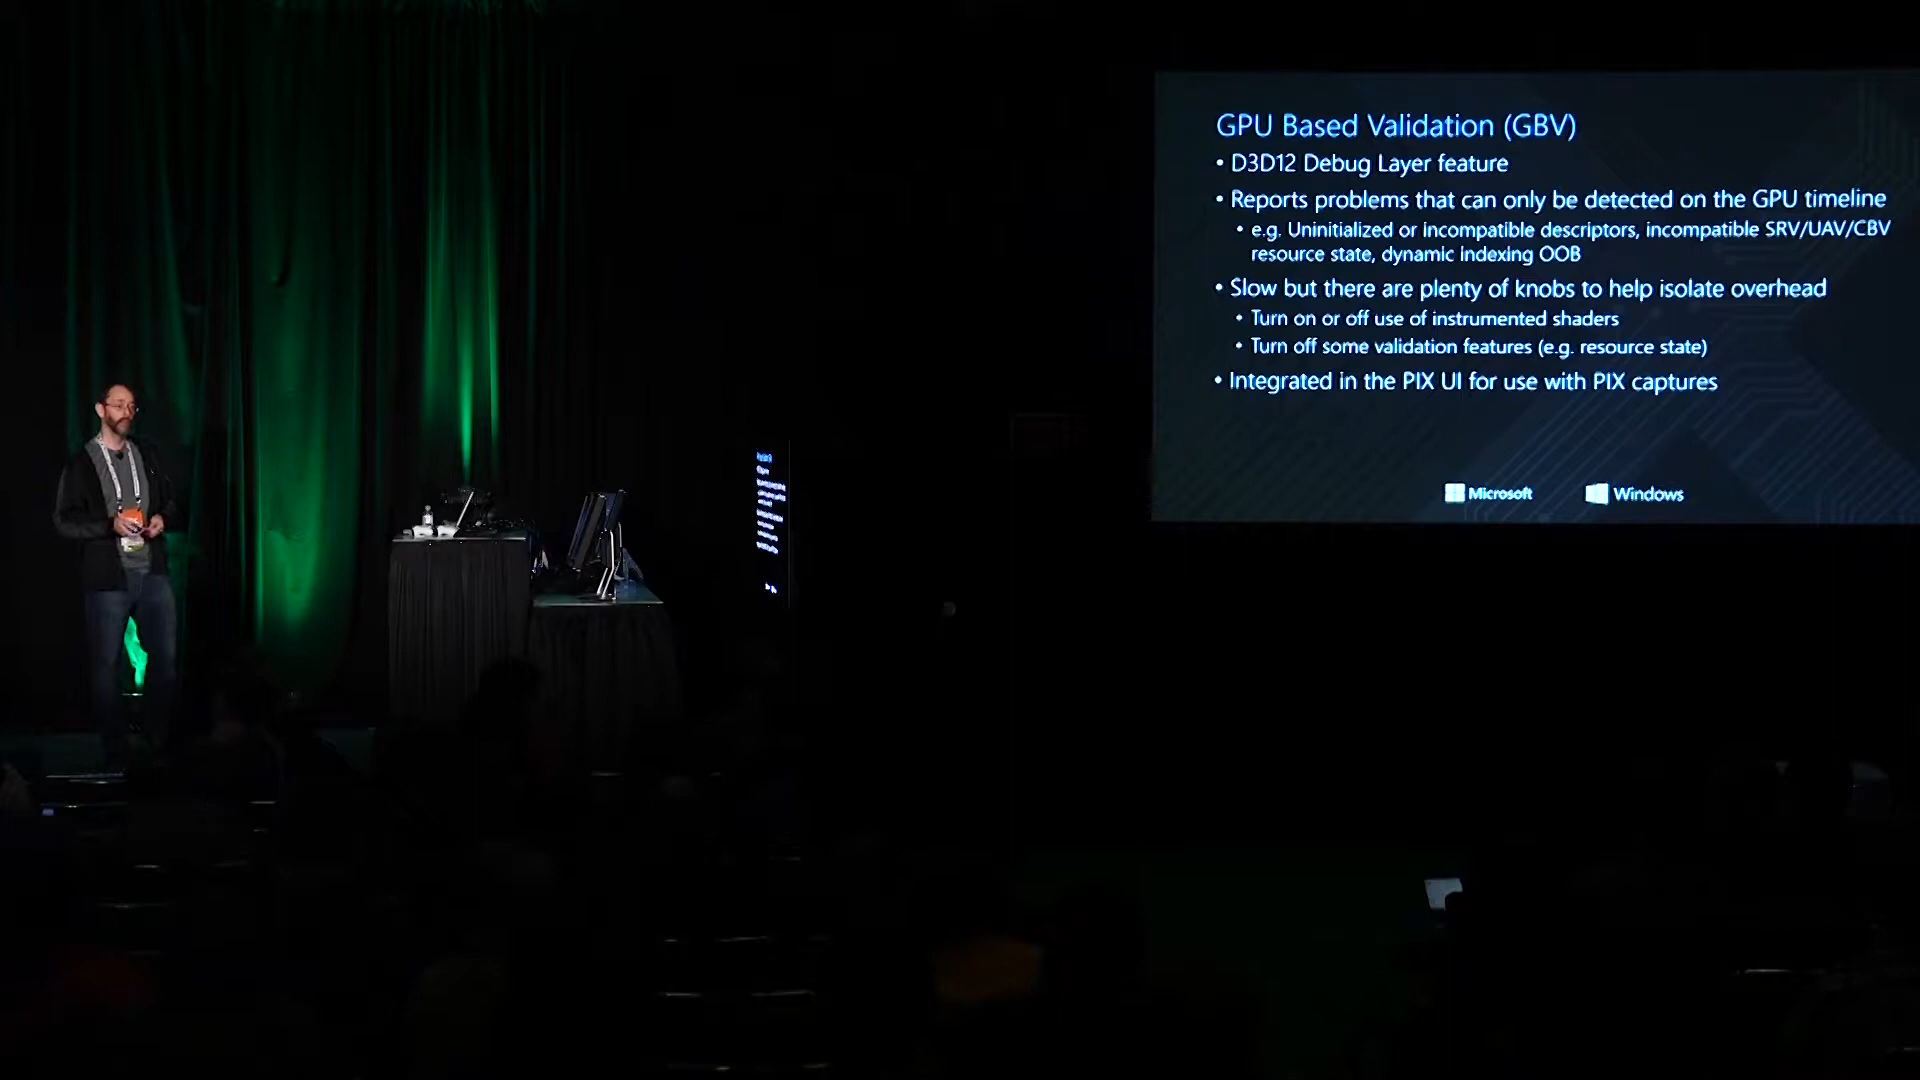 GPU Based Validation (GBV)
• D3D12 Debug Layer feature
• Reports problems that can only be detected on the GPU timeline
• e.g. Uninitialized or incompatible descriptors, incompatible SRV/UAV/CBV
resource state, dynamic indexing OOB
• Slow but there are plenty of knobs to help isolate overhead
• Turn on or off use of instrumented shaders
• Turn off some validation features (e.g. resource state)
• Integrated in the PIX UI for use with PIX captures
Microsoft Windows